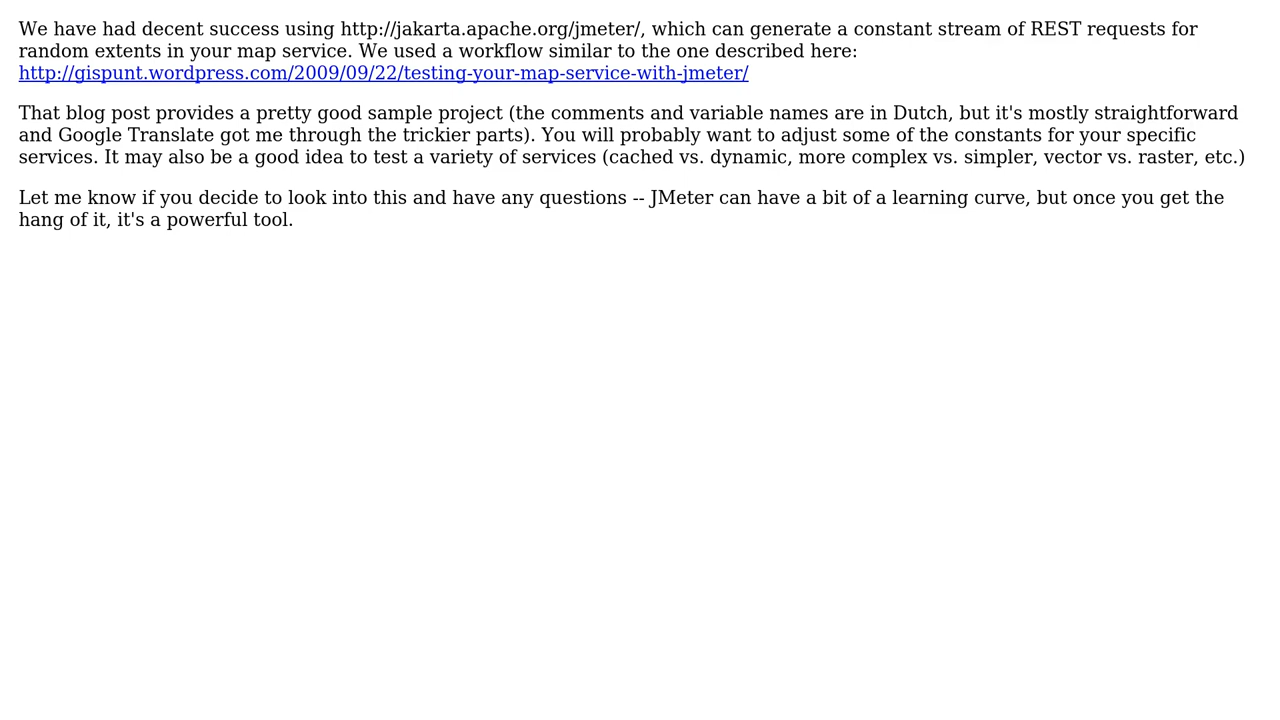 We have had decent success using http://jakarta.apache.org/jmeter/, which can generate a constant stream of REST requests for
random extents in your map service. We used a workflow similar to the one described here:
http://gispunt.wordpress.com/2009/09/22/testing-your-map-service-with-jmeter/
That blog post provides a pretty good sample project (the comments and variable names are in Dutch, but it's mostly straightforward
and Google Translate got me through the trickier parts). You will probably want to adjust some of the constants for your specific
services. It may also be a good idea to test a variety of services (cached vs. dynamic, more complex vs. simpler, vector vs. raster, etc.)
Let me know if you decide to look into this and have any questions -- JMeter can have a bit of a learning curve, but once you get the
hang of it, it's a powerful tool.